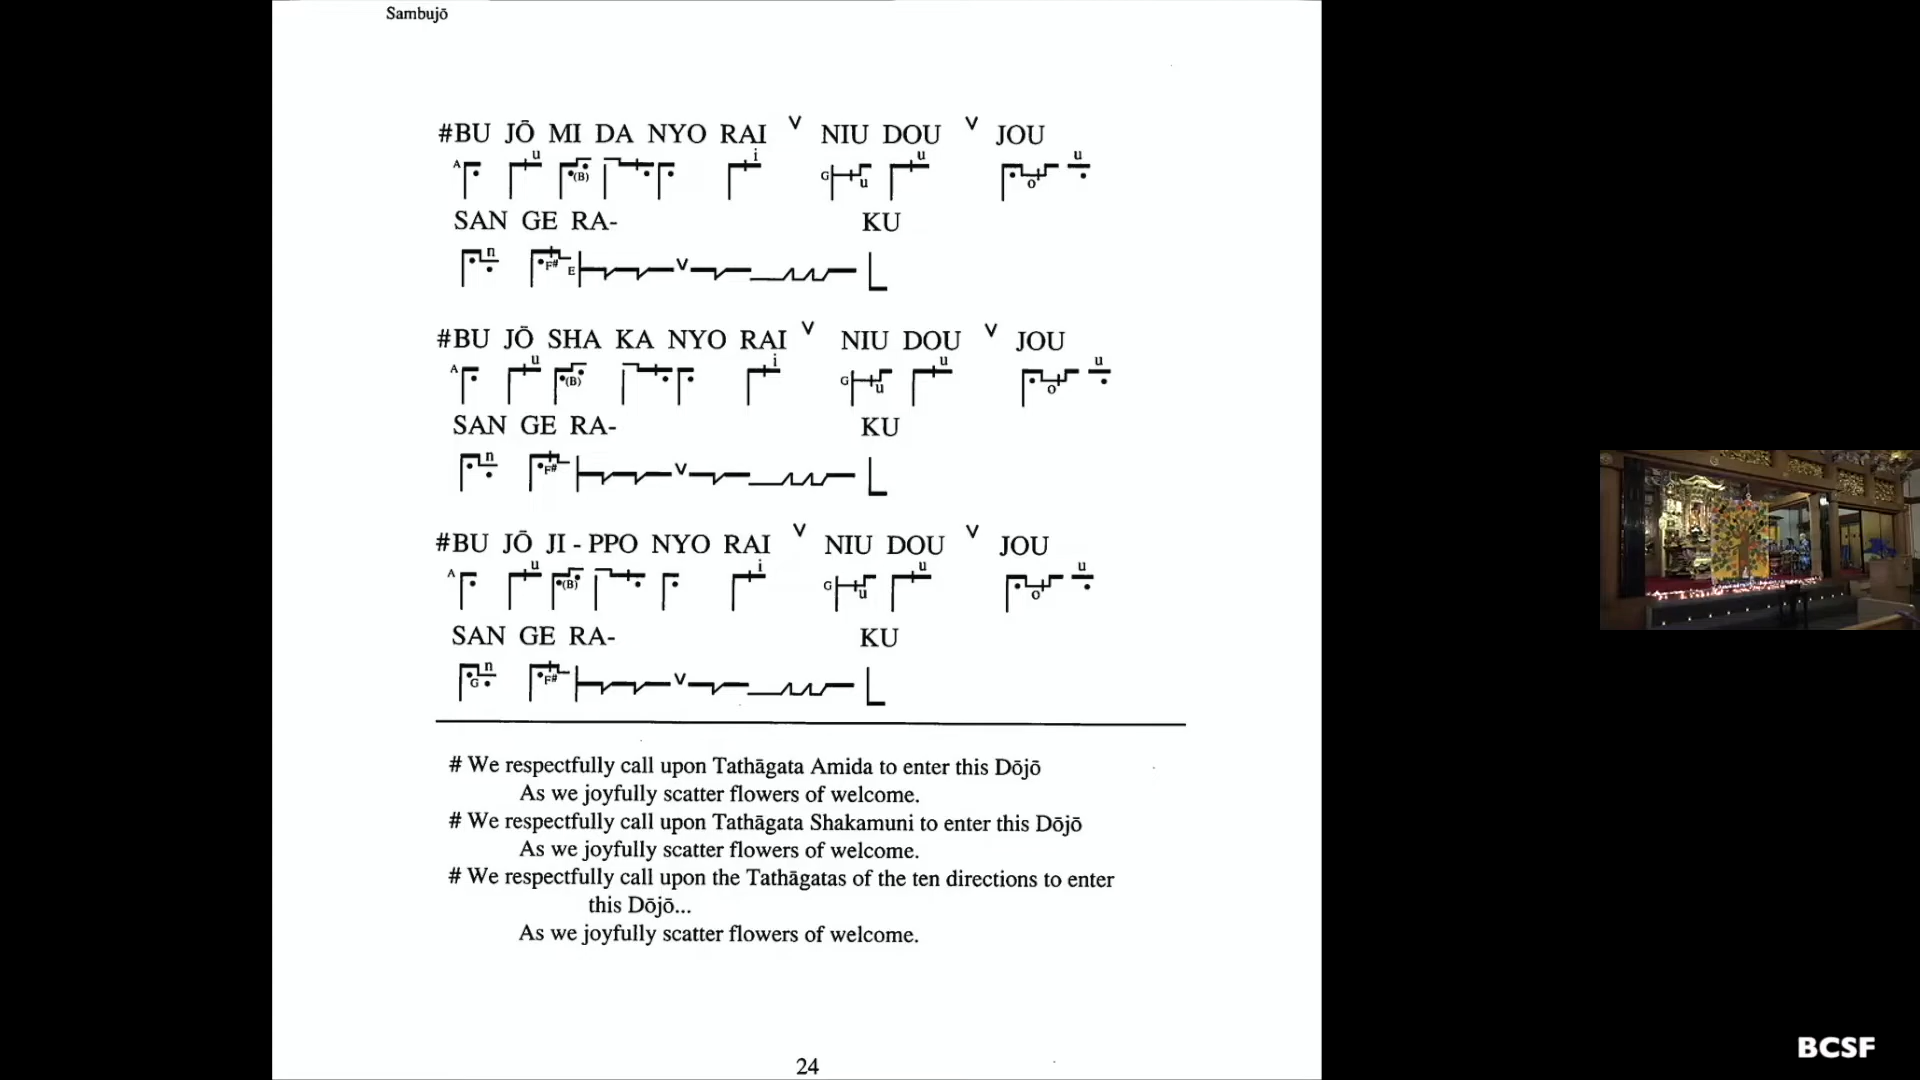 Sambujō
#BU JŌ MI DA NYO RAI V NIU DOU V JOU
A u (B) i G u u o u
SAN GE RA- KU
n F# E V
#BU JŌ SHA KA NYO RAI V NIU DOU V JOU
A u (B) i G u u o u
SAN GE RA- KU
n F# V
#BU JŌ JI - PPO NYO RAI V NIU DOU V JOU
A u (B) i G u u o u
SAN GE RA- KU
G n F# V
# We respectfully call upon Tathāgata Amida to enter this Dōjō
As we joyfully scatter flowers of welcome.
# We respectfully call upon Tathāgata Shakamuni to enter this Dōjō
As we joyfully scatter flowers of welcome.
# We respectfully call upon the Tathāgatas of the ten directions to enter
this Dōjō...
As we joyfully scatter flowers of welcome.
24
BCSF